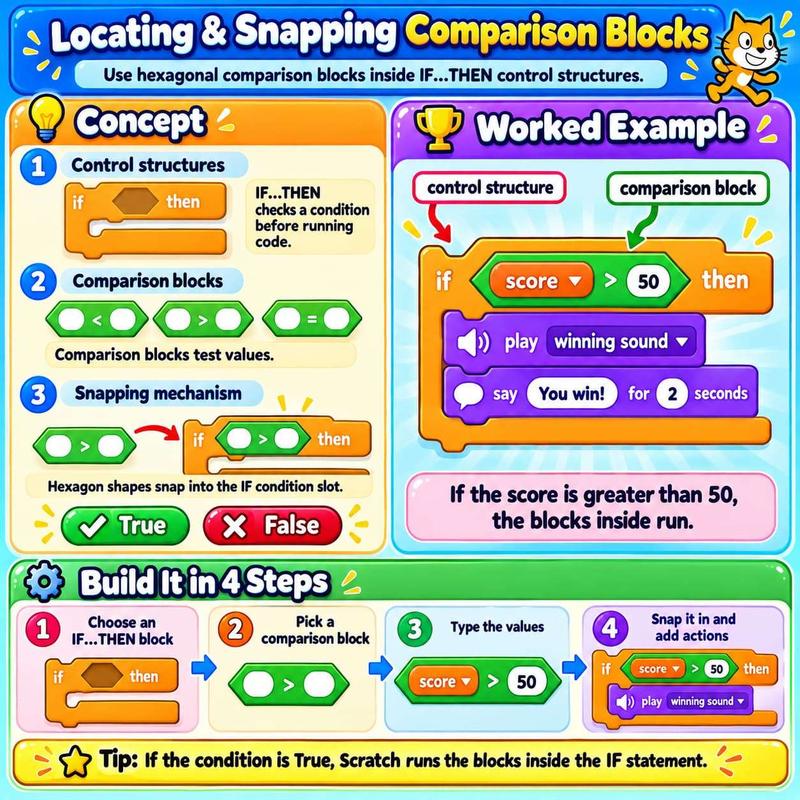 Locating & Snapping Comparison Blocks
Use hexagonal comparison blocks inside IF...THEN control structures.
Concept
1 Control structures
if then
IF...THEN
checks a condition
before running
code.
2 Comparison blocks
<
>
=
Comparison blocks test values.
3 Snapping mechanism
>
if > then
Hexagon shapes snap into the IF condition slot.
True
False
Worked Example
control structure
comparison block
if score > 50 then
play winning sound
say You win! for 2 seconds
If the score is greater than 50,
the blocks inside run.
Build It in 4 Steps
1 Choose an
IF...THEN block
if then
2 Pick a
comparison block
>
3 Type the values
score > 50
4 Snap it in and
add actions
if score > 50 then
play winning sound
Tip: If the condition is True, Scratch runs the blocks inside the IF statement.